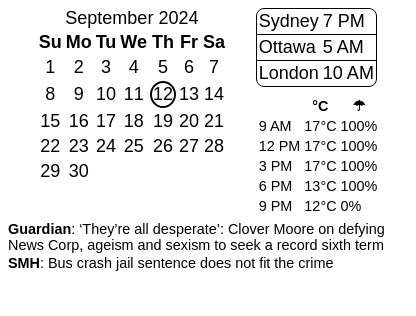 September 2024
Su Mo Tu We Th Fr Sa
1 2 3 4 5 6 7
8 9 10 11 12 13 14
15 16 17 18 19 20 21
22 23 24 25 26 27 28
29 30
Sydney 7 PM
Ottawa 5 AM
London 10 AM
°C ☂
9 AM 17°C 100%
12 PM 17°C 100%
3 PM 17°C 100%
6 PM 13°C 100%
9 PM 12°C 0%
Guardian: ‘They’re all desperate’: Clover Moore on defying
News Corp, ageism and sexism to seek a record sixth term
SMH: Bus crash jail sentence does not fit the crime